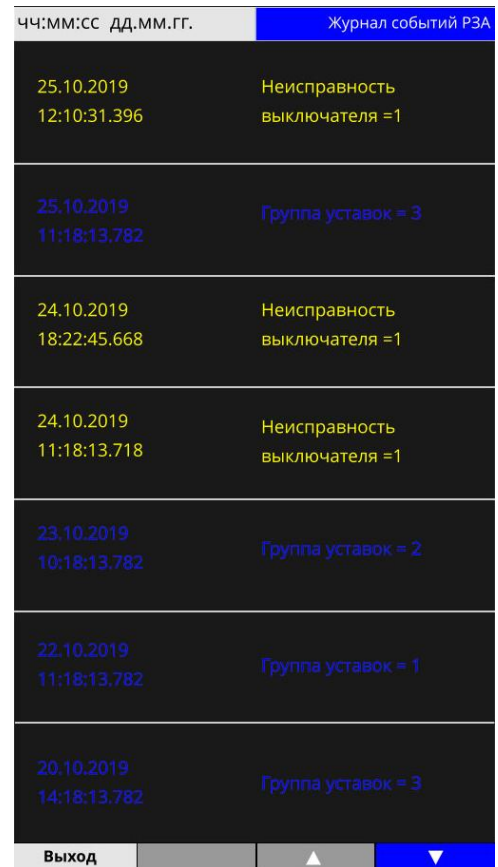 чч:мм:сс дд.мм.гг. Журнал событий РЗА
25.10.2019 Неисправность
12:10:31.396 выключателя =1
25.10.2019
Группа уставок = 3
11:18:13.782
24.10.2019 Неисправность
18:22:45.668 выключателя =1
24.10.2019 Неисправность
11:18:13.718 выключателя =1
23.10.2019
Группа уставок = 2
10:18:13.782
22.10.2019
Группа уставок = 1
11:18:13.782
20.10.2019
Группа уставок = 3
14:18:13.782
Выход ▲ ▼